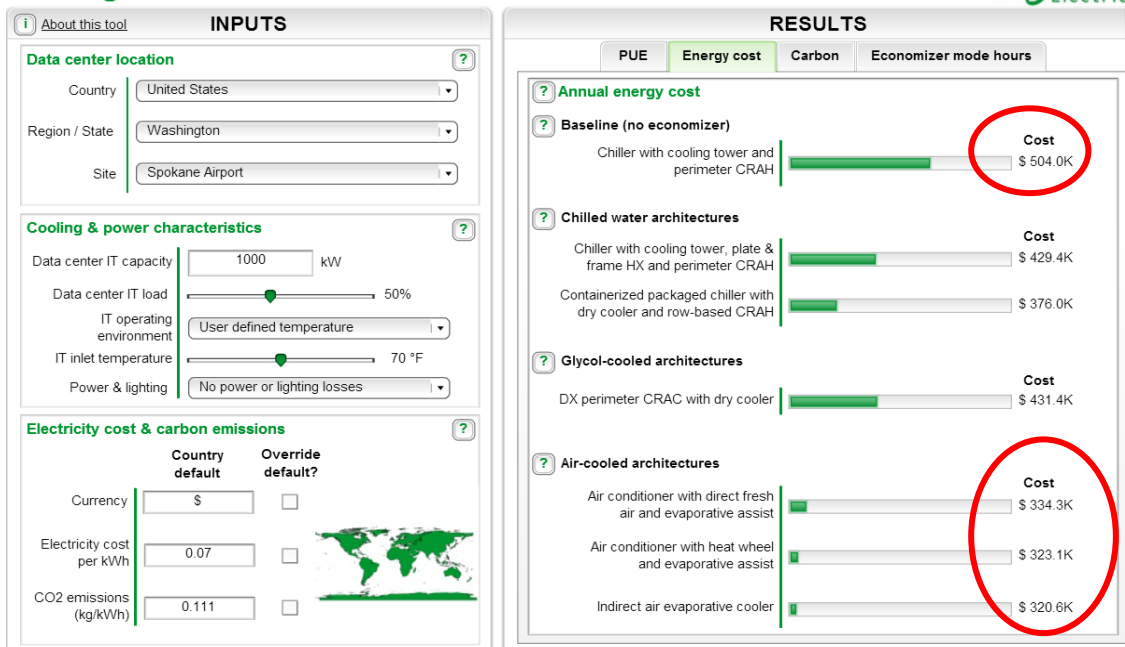 i About this tool
INPUTS
Data center location ?
Country United States
Region / State Washington
Site Spokane Airport
Cooling & power characteristics ?
Data center IT capacity 1000 kW
Data center IT load 50%
IT operating
environment
User defined temperature
IT inlet temperature 70 °F
Power & lighting No power or lighting losses
Electricity cost & carbon emissions ?
Country
default
Override
default?
Currency $
Electricity cost
per kWh
0.07
CO2 emissions
(kg/kWh)
0.111
RESULTS
PUE Energy cost Carbon Economizer mode hours
? Annual energy cost
? Baseline (no economizer)
Cost
Chiller with cooling tower and
perimeter CRAH
$ 504.0K
? Chilled water architectures
Cost
Chiller with cooling tower, plate &
frame HX and perimeter CRAH
$ 429.4K
Containerized packaged chiller with
dry cooler and row-based CRAH
$ 376.0K
? Glycol-cooled architectures
Cost
DX perimeter CRAC with dry cooler $ 431.4K
? Air-cooled architectures
Cost
Air conditioner with direct fresh
air and evaporative assist
$ 334.3K
Air conditioner with heat wheel
and evaporative assist
$ 323.1K
Indirect air evaporative cooler $ 320.6K